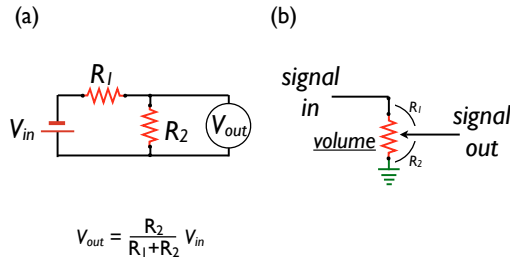 (a)
R1
Vin
R2
Vout
Vout = R2 / R1+R2 Vin
(b)
signal
in
R1
volume
R2
signal
out